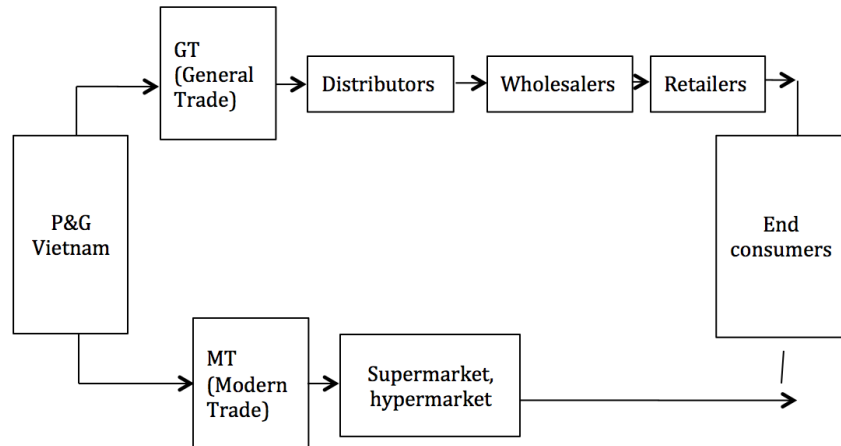 GT
(General
Trade)
Distributors
Wholesalers
Retailers
P&G
Vietnam
End
consumers
MT
(Modern
Trade)
Supermarket,
hypermarket